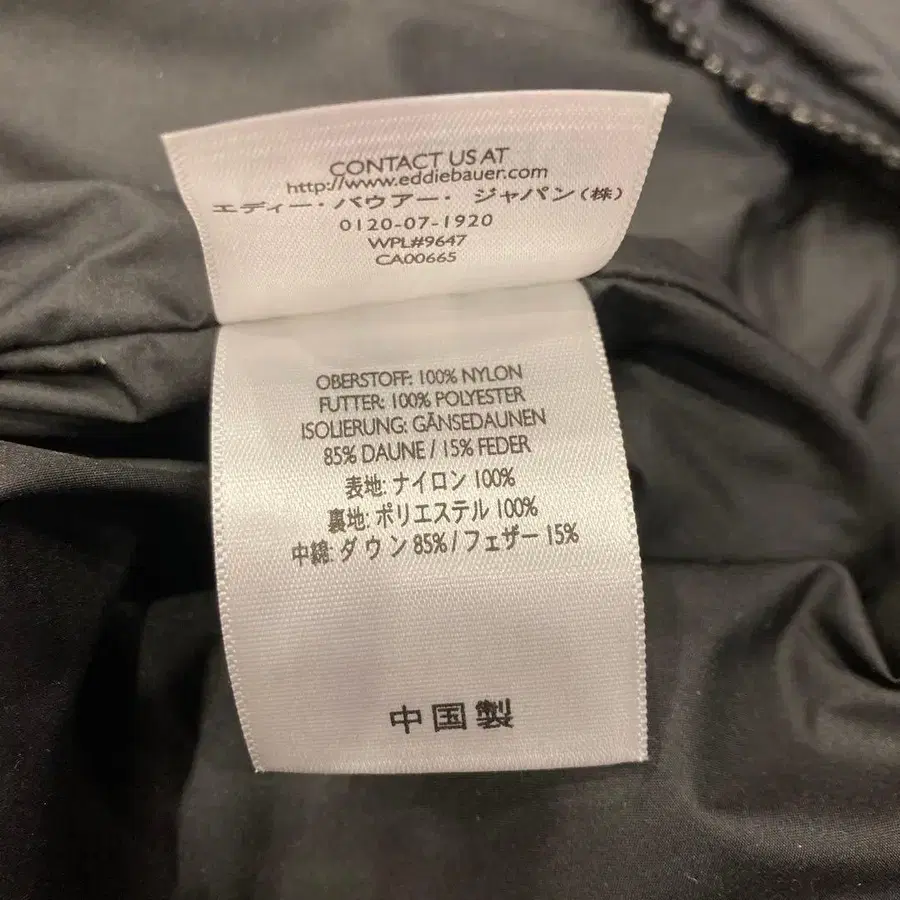 CONTACT US AT
http://www.eddiebauer.com
エディー・バウアー・ ジャパン(株)
0120-07-1920
WPL#9647
CA00665
OBERSTOFF: 100% NYLON
FUTTER: 100% POLYESTER
ISOLIERUNG: GÄNSEDAUNEN
85% DAUNE / 15% FEDER
表地: ナイロン 100%
裏地: ポリエステル 100%
中綿: ダウン 85% / フェザー 15%
中国製